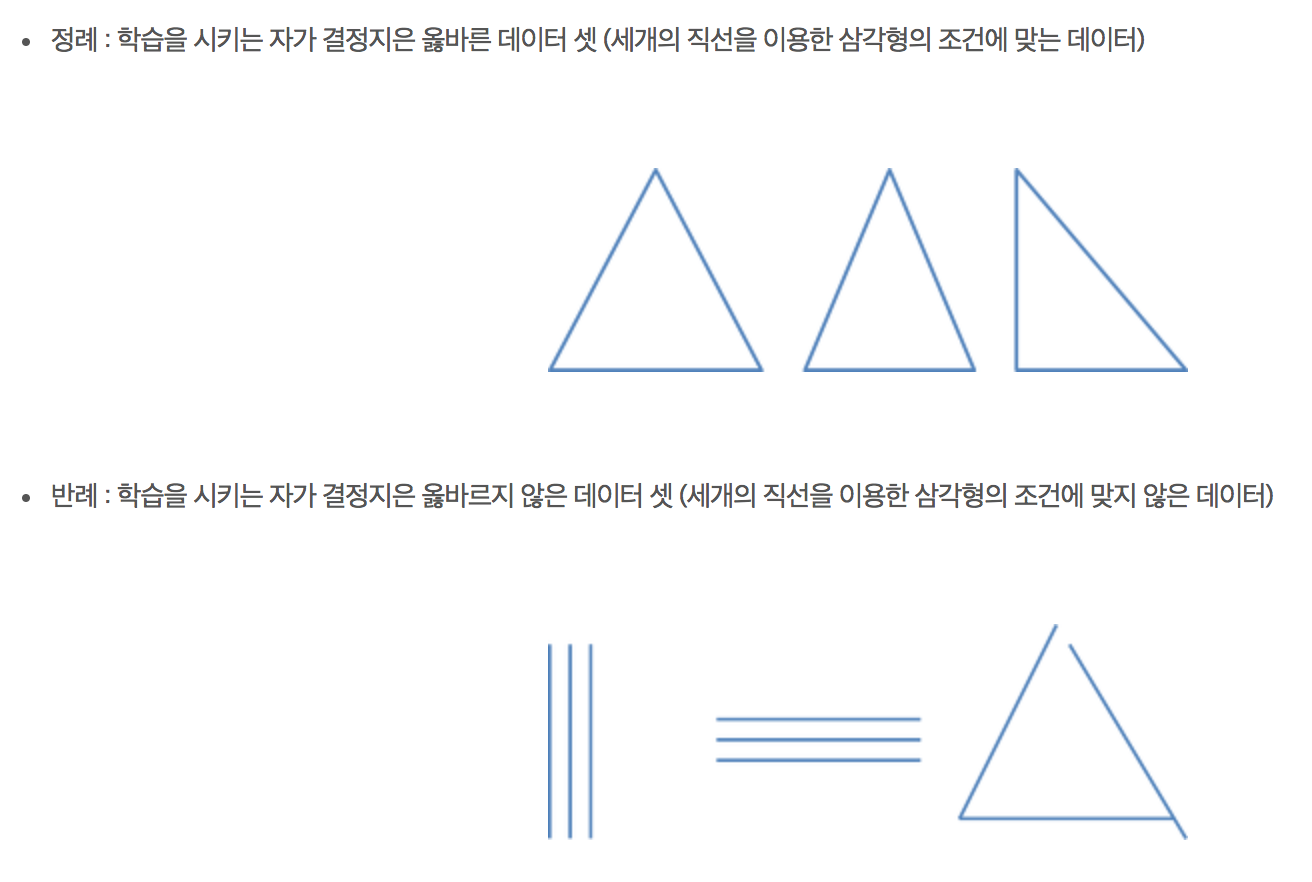 • 정례 : 학습을 시키는 자가 결정지은 옳바른 데이터 셋 (세개의 직선을 이용한 삼각형의 조건에 맞는 데이터)
• 반례 : 학습을 시키는 자가 결정지은 옳바르지 않은 데이터 셋 (세개의 직선을 이용한 삼각형의 조건에 맞지 않은 데이터)